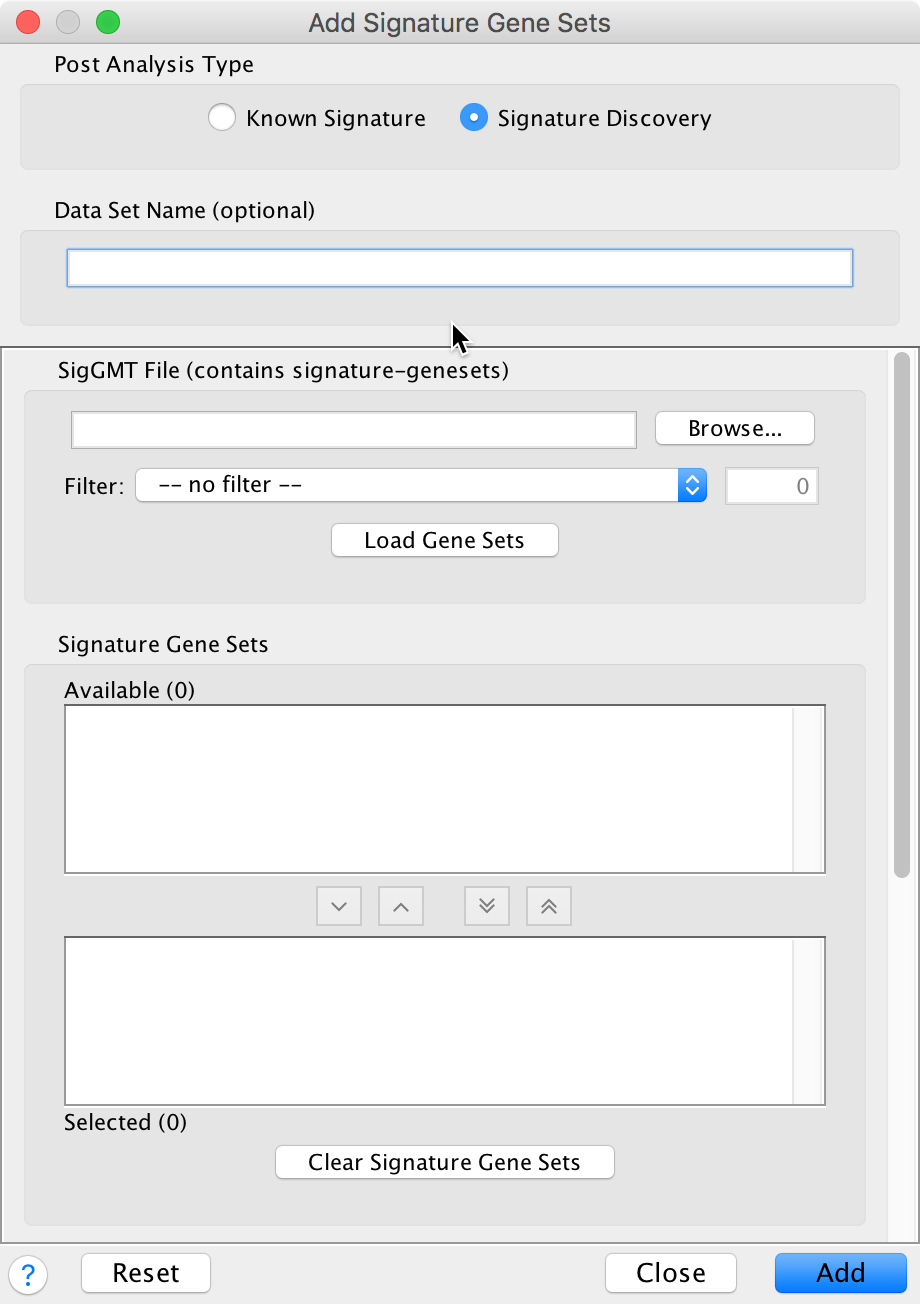 Add Signature Gene Sets
Post Analysis Type
Known Signature Signature Discovery
Data Set Name (optional)
SigGMT File (contains signature-genesets)
Browse...
Filter: -- no filter -- 0
Load Gene Sets
Signature Gene Sets
Available (0)
Selected (0)
Clear Signature Gene Sets
? Reset Close Add